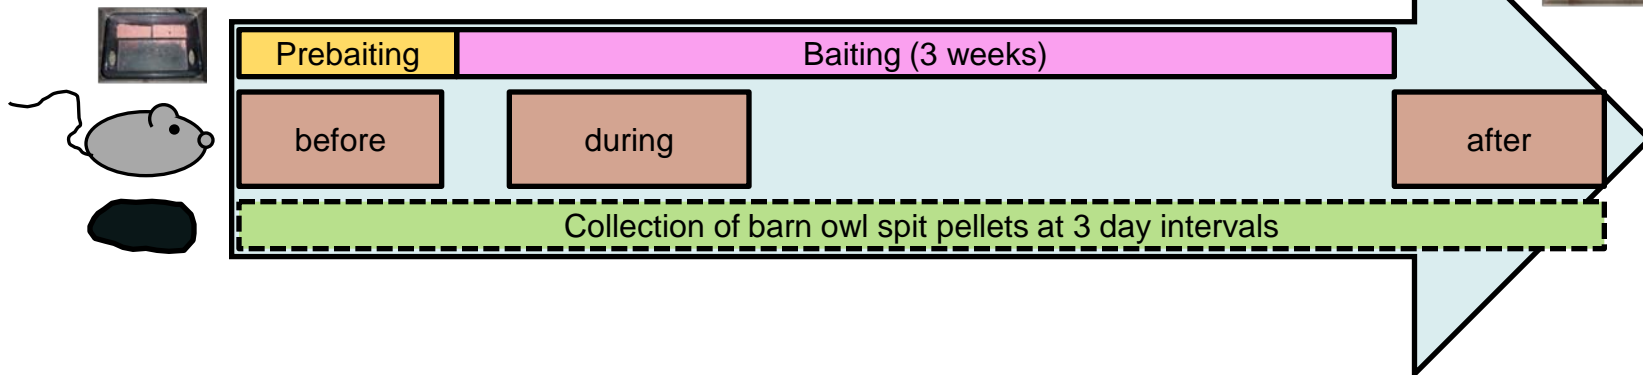 Prebaiting
Baiting (3 weeks)
before
during
after
Collection of barn owl spit pellets at 3 day intervals